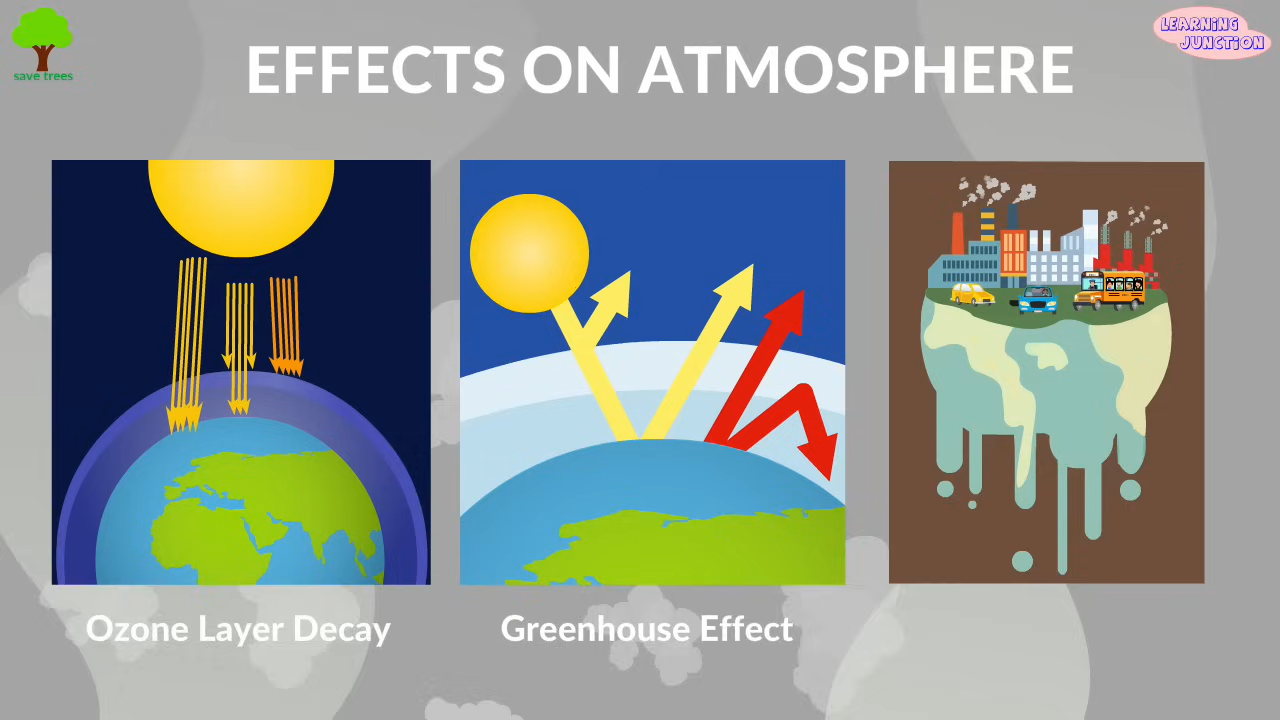 save trees
LEARNING
JUNCTION
EFFECTS ON ATMOSPHERE
Ozone Layer Decay
Greenhouse Effect